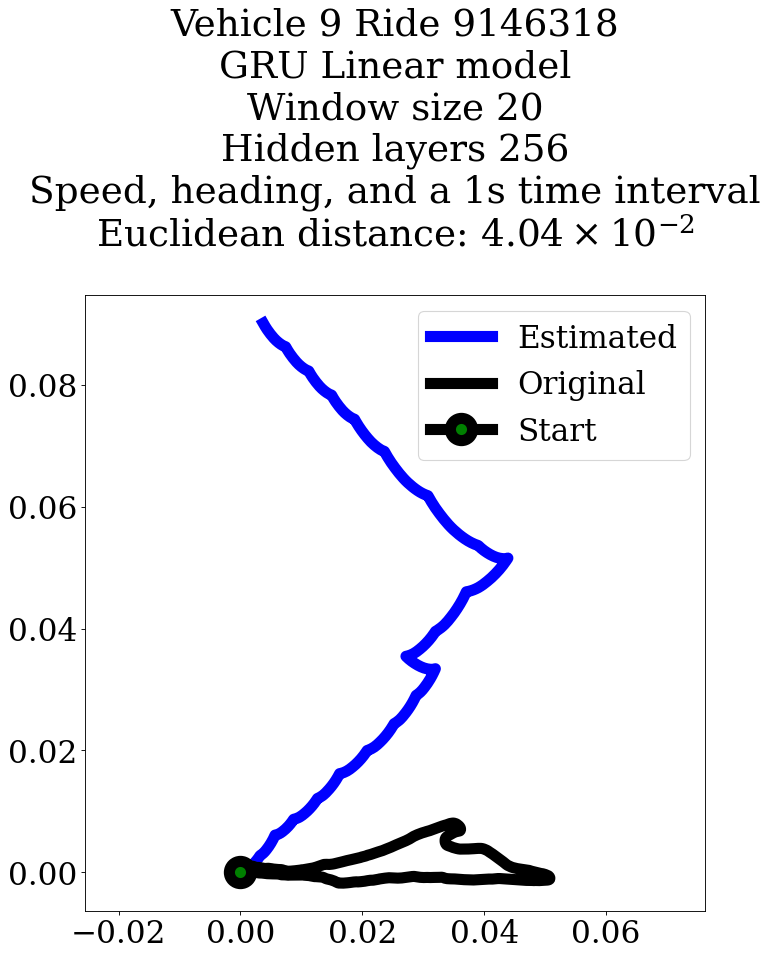 Vehicle 9 Ride 9146318
GRU Linear model
Window size 20
Hidden layers 256
Speed, heading, and a 1s time interval
Euclidean distance: 4.04 × 10⁻²
Estimated
Original
Start
0.08
0.06
0.04
0.02
0.00
−0.02 0.00 0.02 0.04 0.06